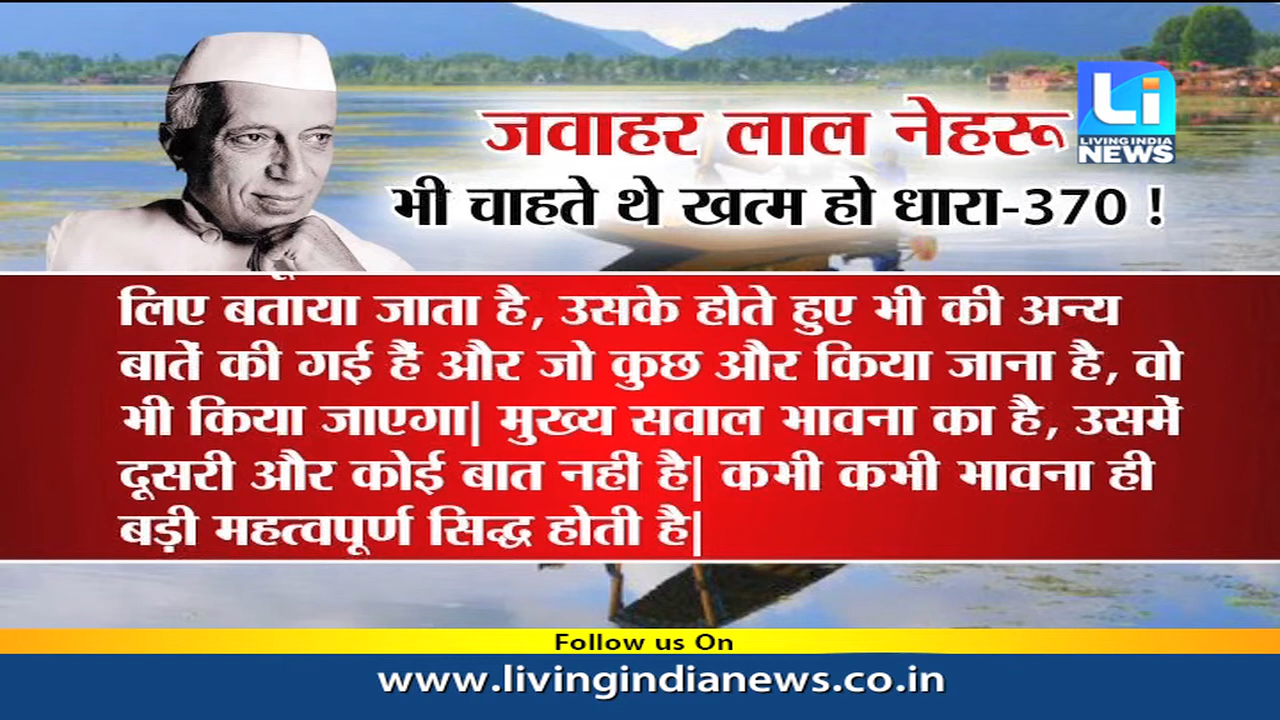 जवाहर लाल नेहरू
Li
LIVING INDIA
NEWS
भी चाहते थे खत्म हो धारा-370 !
लिए बताया जाता है, उसके होते हुए भी की अन्य
बातें की गई हैं और जो कुछ और किया जाना है, वो
भी किया जाएगा| मुख्य सवाल भावना का है, उसमें
दूसरी और कोई बात नहीं है| कभी कभी भावना ही
बड़ी महत्वपूर्ण सिद्ध होती है|
Follow us On
www.livingindianews.co.in